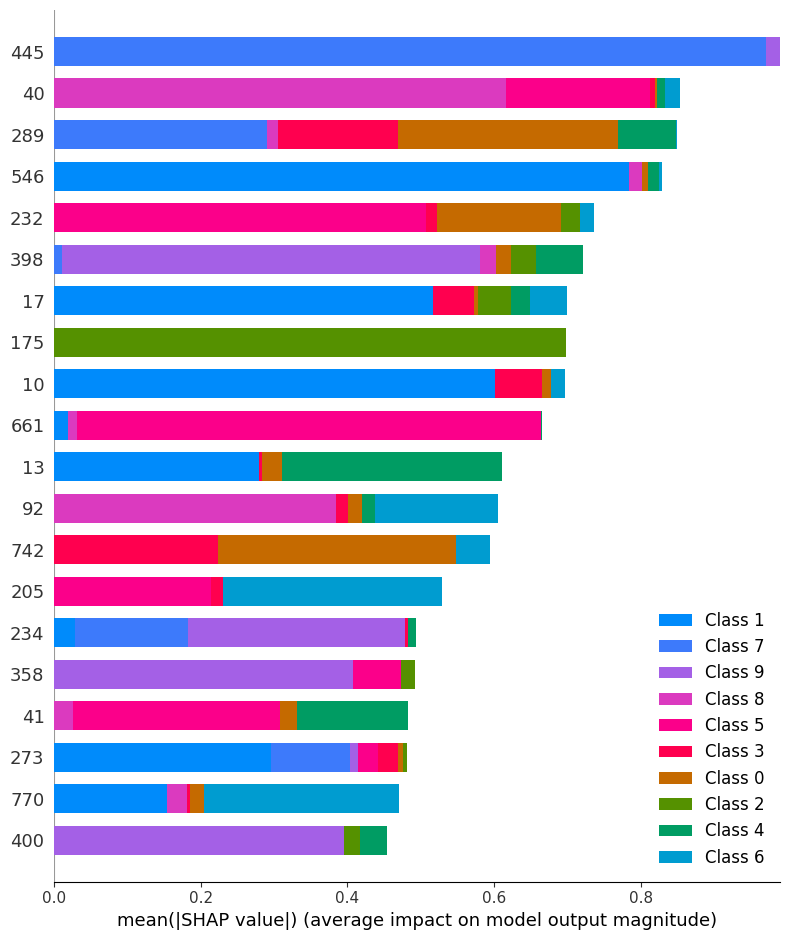 445
40
289
546
232
398
17
175
10
661
13
92
742
205
234
358
41
273
770
400
Class 1
Class 7
Class 9
Class 8
Class 5
Class 3
Class 0
Class 2
Class 4
Class 6
0.0 0.2 0.4 0.6 0.8
mean(|SHAP value|) (average impact on model output magnitude)